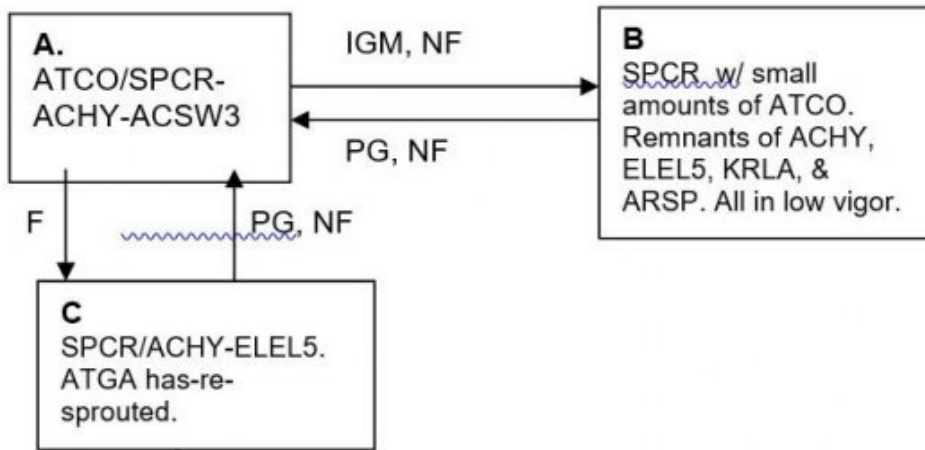 A.
ATCO/SPCR-
ACHY-ACSW3
IGM, NF
PG, NF
B
SPCR w/ small
amounts of ATCO.
Remnants of ACHY,
ELEL5, KRLA, &
ARSP. All in low vigor.
F
PG, NF
C
SPCR/ACHY-ELEL5.
ATGA has-re-
sprouted.